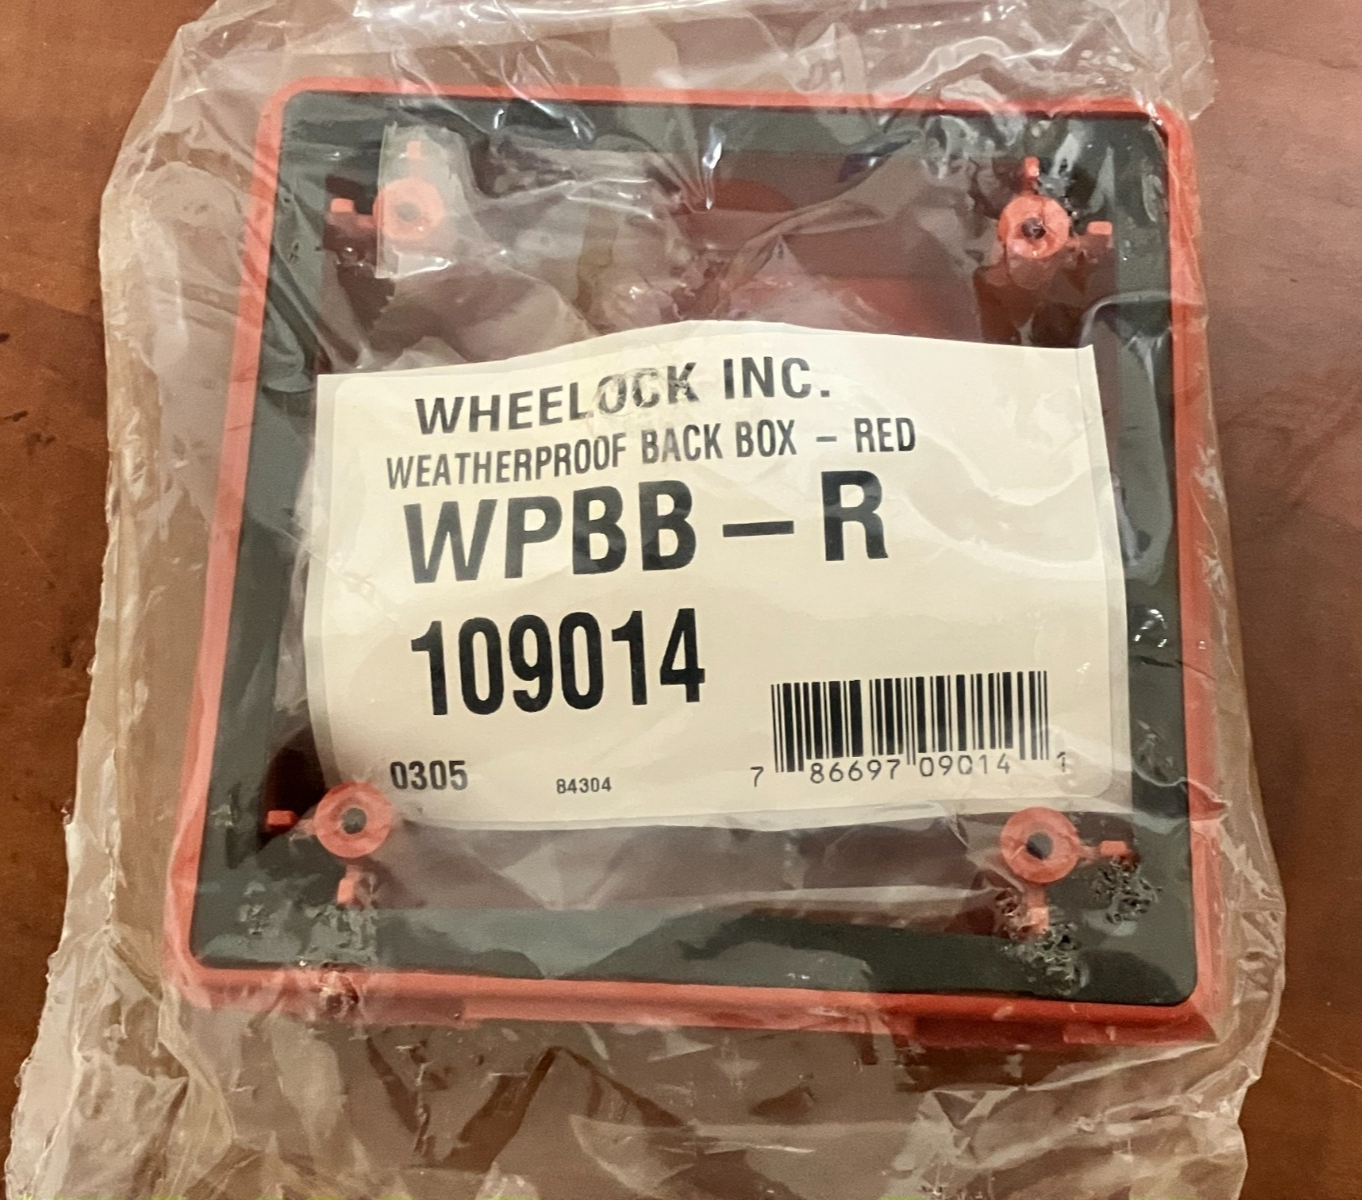 WHEELOCK INC.
WEATHERPROOF BACK BOX – RED
WPBB – R
109014
0305
84304
7 86697 09014 1